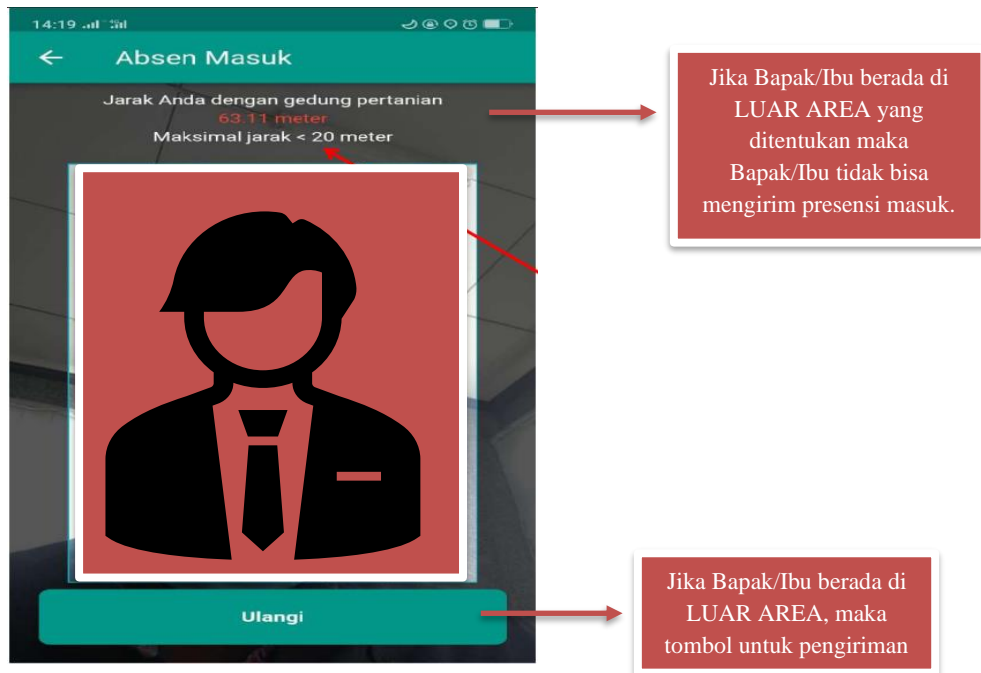 14:19
Absen Masuk
Jarak Anda dengan gedung pertanian
63.11 meter
Maksimal jarak < 20 meter
Ulangi
Jika Bapak/Ibu berada di
LUAR AREA yang
ditentukan maka
Bapak/Ibu tidak bisa
mengirim presensi masuk.
Jika Bapak/Ibu berada di
LUAR AREA, maka
tombol untuk pengiriman